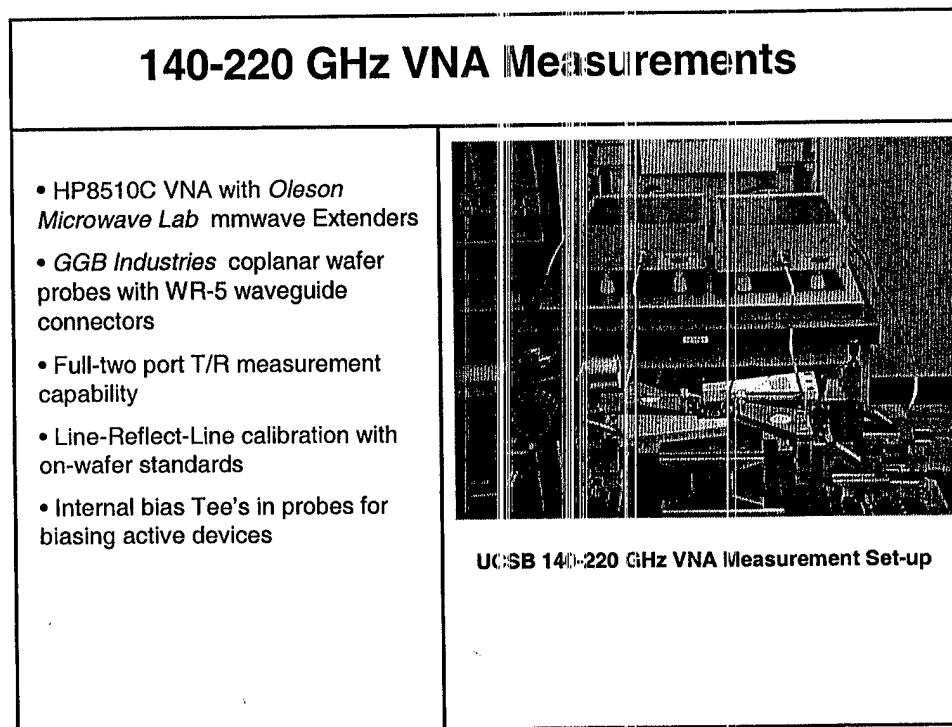 140-220 GHz VNA Measurements
• HP8510C VNA with Oleson
Microwave Lab mmwave Extenders
• GGB Industries coplanar wafer
probes with WR-5 waveguide
connectors
• Full-two port T/R measurement
capability
• Line-Reflect-Line calibration with
on-wafer standards
• Internal bias Tee's in probes for
biasing active devices
UCSB 140-220 GHz VNA Measurement Set-up